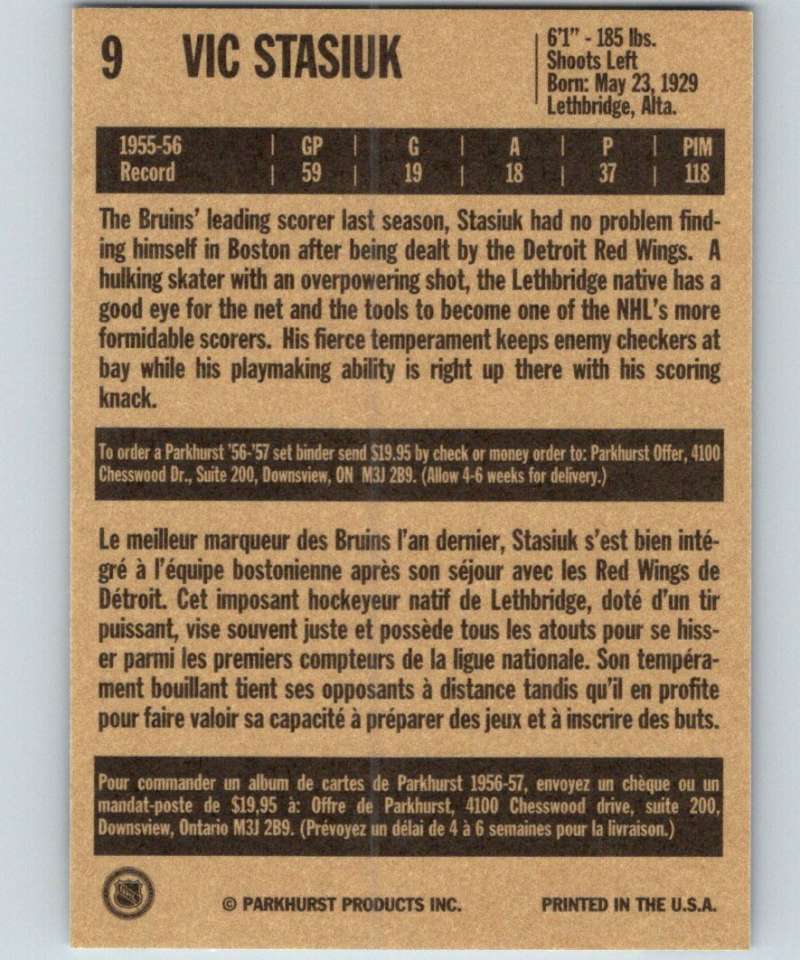 9 VIC STASIUK
6'1" - 185 lbs.
Shoots Left
Born: May 23, 1929
Lethbridge, Alta.
1955-56 | GP | G | A | P | PIM
Record | 59 | 19 | 18 | 37 | 118
The Bruins' leading scorer last season, Stasiuk had no problem find-
ing himself in Boston after being dealt by the Detroit Red Wings. A
hulking skater with an overpowering shot, the Lethbridge native has a
good eye for the net and the tools to become one of the NHL's more
formidable scorers. His fierce temperament keeps enemy checkers at
bay while his playmaking ability is right up there with his scoring
knack.
To order a Parkhurst '56-'57 set binder send $19.95 by check or money order to: Parkhurst Offer, 4100
Chesswood Dr., Suite 200, Downsview, ON M3J 2B9. (Allow 4-6 weeks for delivery.)
Le meilleur marqueur des Bruins l'an dernier, Stasiuk s'est bien inté-
gré à l'équipe bostonienne après son séjour avec les Red Wings de
Détroit. Cet imposant hockeyeur natif de Lethbridge, doté d'un tir
puissant, vise souvent juste et possède tous les atouts pour se hiss-
er parmi les premiers compteurs de la ligue nationale. Son tempéra-
ment bouillant tient ses opposants à distance tandis qu'il en profite
pour faire valoir sa capacité à préparer des jeux et à inscrire des buts.
Pour commander un album de cartes de Parkhurst 1956-57, envoyez un chèque ou un
mandat-poste de $19,95 à: Offre de Parkhurst, 4100 Chesswood drive, suite 200,
Downsview, Ontario M3J 2B9. (Prévoyez un délai de 4 à 6 semaines pour la livraison.)
NHL
© PARKHURST PRODUCTS INC. PRINTED IN THE U.S.A.